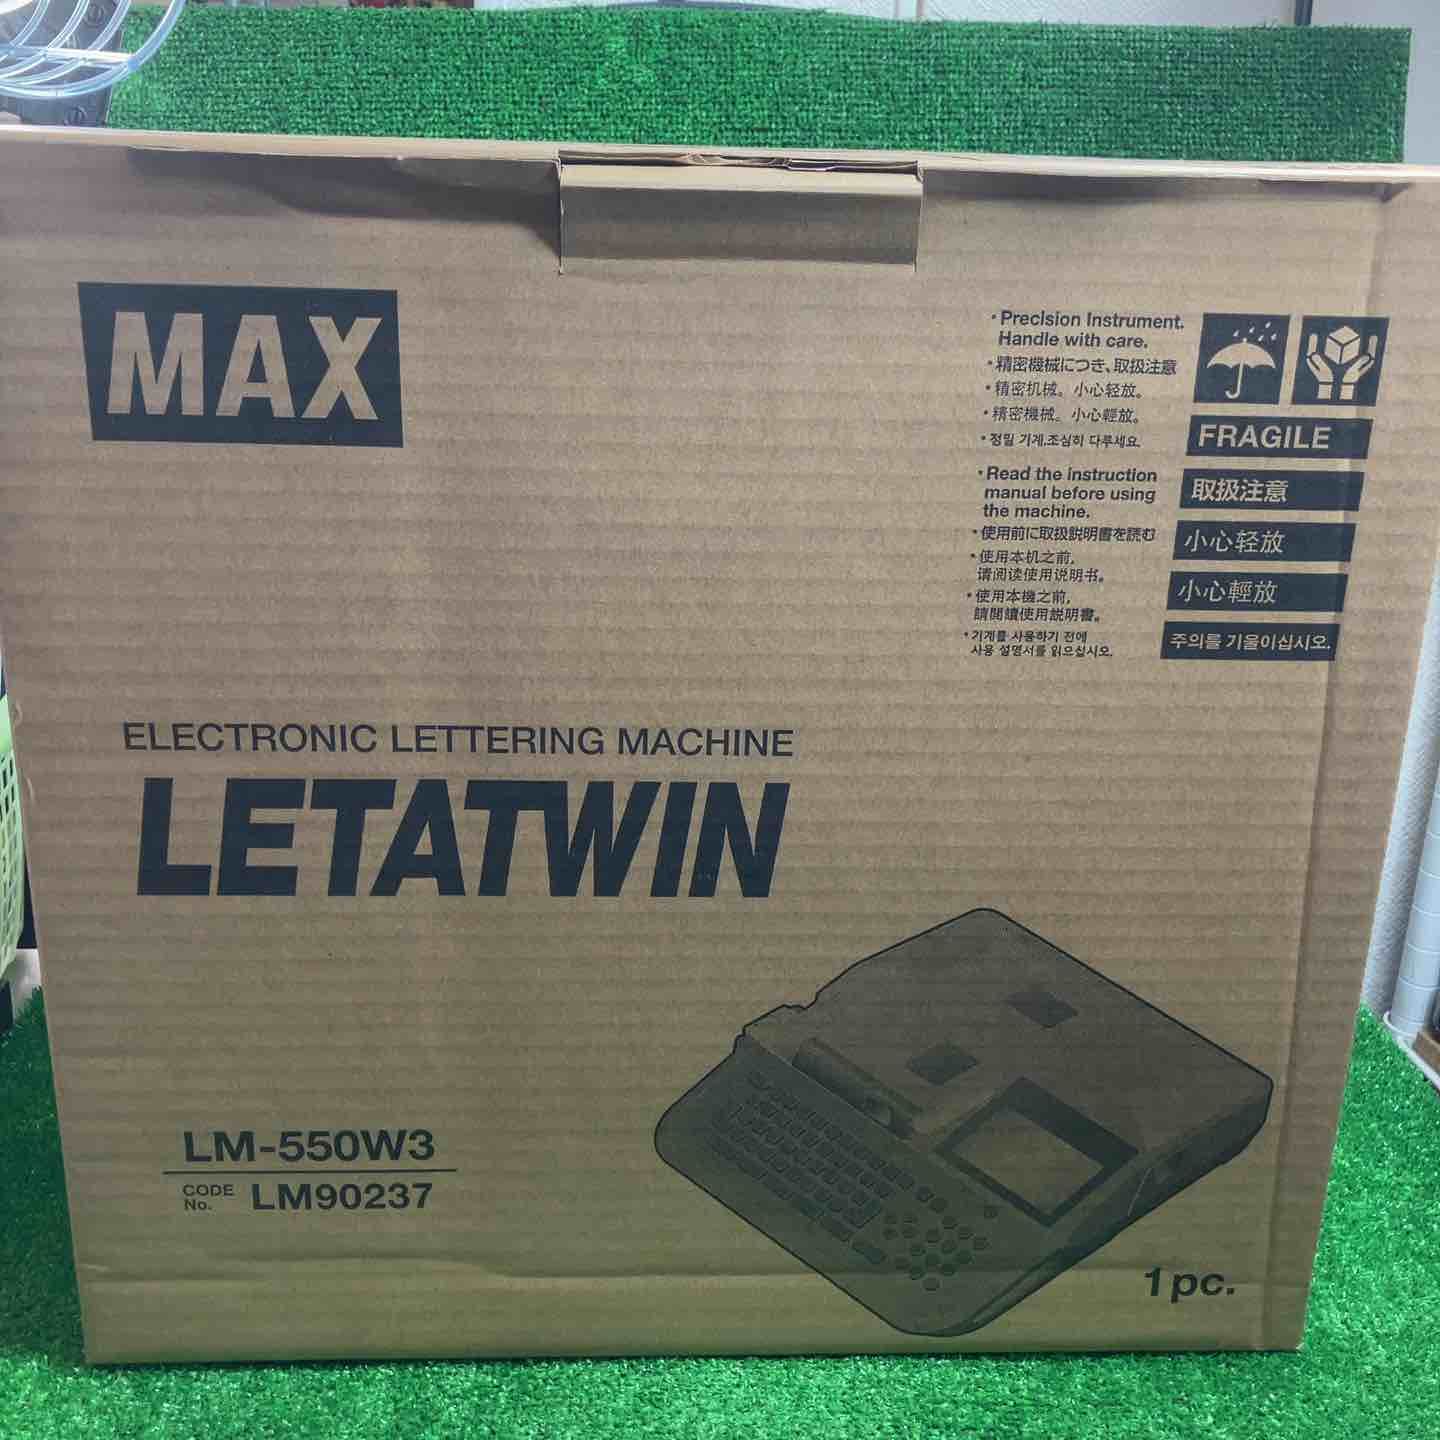 MAX
・Precision Instrument.
Handle with care.
・精密機械につき、取扱注意
・精密机械。小心轻放。
・精密機械。小心輕放。
・정밀 기계.조심히 다루세요.
・Read the instruction
manual before using
the machine.
・使用前に取扱説明書を読む
・使用本机之前,
请阅读使用说明书。
・使用本機之前,
請閱讀使用説明書。
・기계를 사용하기 전에
사용 설명서를 읽으십시오.
FRAGILE
取扱注意
小心轻放
小心輕放
주의를 기울이십시오.
ELECTRONIC LETTERING MACHINE
LETATWIN
LM-550W3
CODE No. LM90237
1 pc.